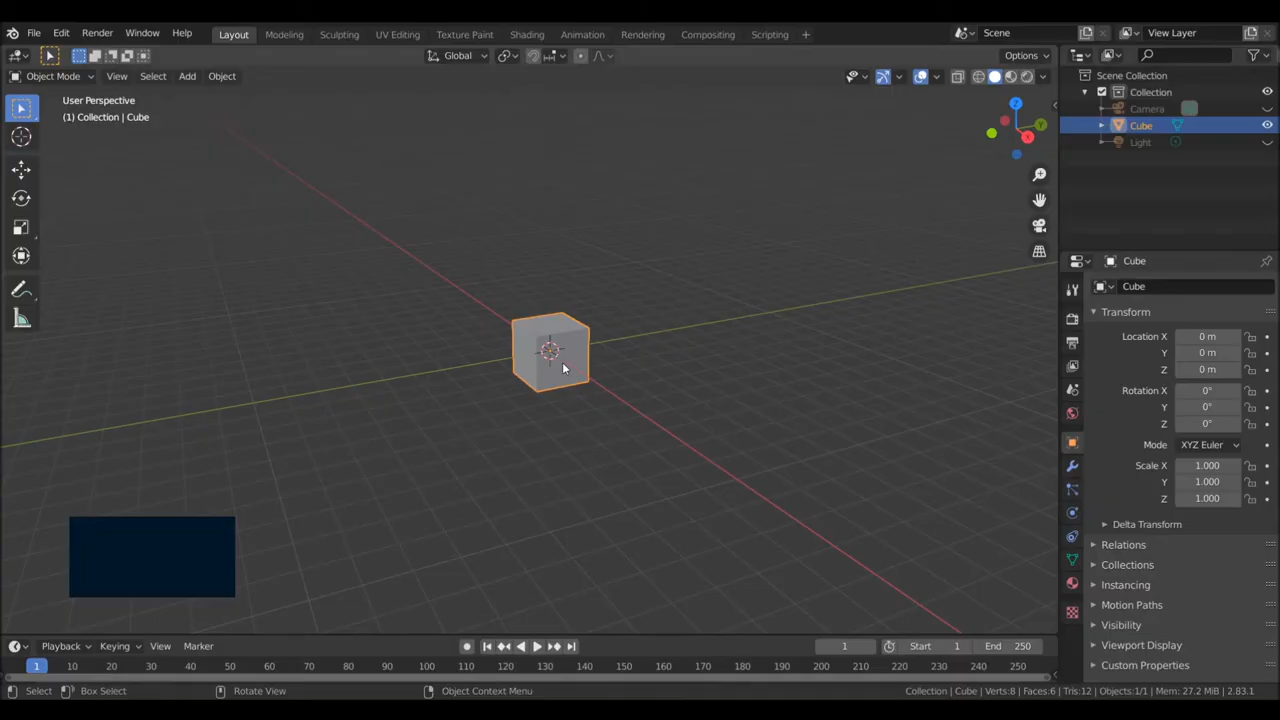 File Edit Render Window Help Layout Modeling Sculpting UV Editing Texture Paint Shading Animation Rendering Compositing Scripting + Scene View Layer
Global Options
Object Mode View Select Add Object
User Perspective
(1) Collection | Cube
Z
Y
X
Scene Collection
Collection
Camera
Cube
Light
Cube
Cube
Transform
Location X 0 m
Y 0 m
Z 0 m
Rotation X 0°
Y 0°
Z 0°
Mode XYZ Euler
Scale X 1.000
Y 1.000
Z 1.000
Delta Transform
Relations
Collections
Instancing
Motion Paths
Visibility
Viewport Display
Custom Properties
Playback Keying View Marker 1 Start 1 End 250
1 10 20 30 40 50 60 70 80 90 100 110 120 130 140 150 160 170 180 190 200 210 220 230 240 250
Select Box Select Rotate View Object Context Menu Collection | Cube | Verts:8 | Faces:6 | Tris:12 | Objects:1/1 | Mem: 27.2 MiB | 2.83.1